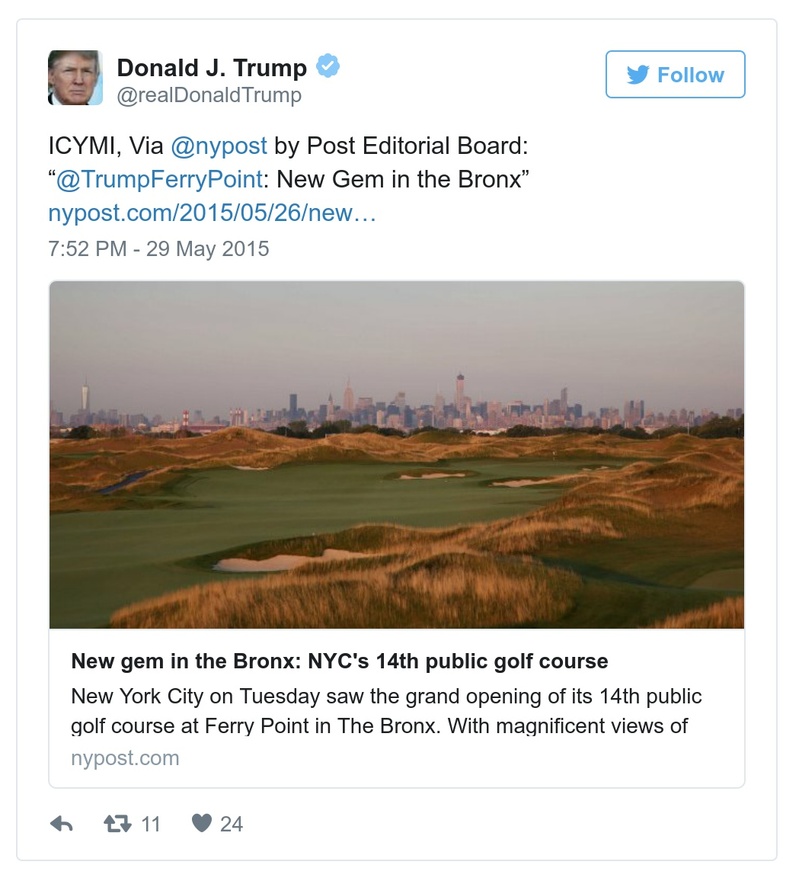 Donald J. Trump
@realDonaldTrump
Follow
ICYMI, Via @nypost by Post Editorial Board:
“@TrumpFerryPoint: New Gem in the Bronx”
nypost.com/2015/05/26/new…
7:52 PM - 29 May 2015
New gem in the Bronx: NYC's 14th public golf course
New York City on Tuesday saw the grand opening of its 14th public
golf course at Ferry Point in The Bronx. With magnificent views of
nypost.com
11
24